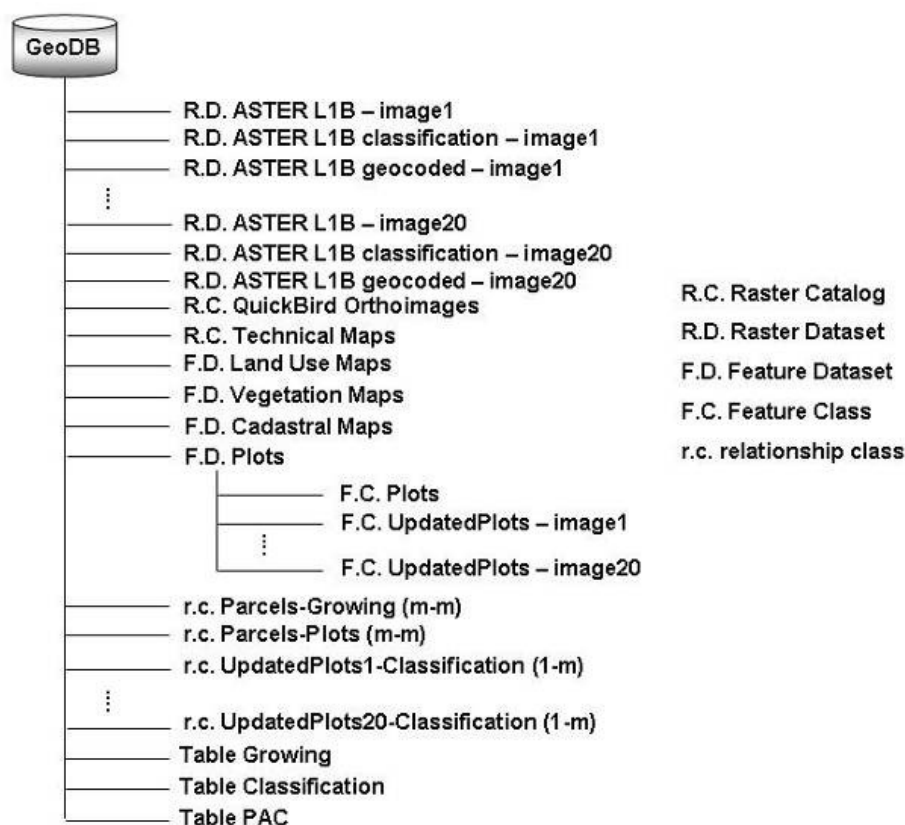 GeoDB
R.D. ASTER L1B – image1
R.D. ASTER L1B classification – image1
R.D. ASTER L1B geocoded – image1
R.D. ASTER L1B – image20
R.D. ASTER L1B classification – image20
R.D. ASTER L1B geocoded – image20
R.C. QuickBird Orthoimages
R.C. Technical Maps
F.D. Land Use Maps
F.D. Vegetation Maps
F.D. Cadastral Maps
F.D. Plots
F.C. Plots
F.C. UpdatedPlots – image1
F.C. UpdatedPlots – image20
r.c. Parcels-Growing (m-m)
r.c. Parcels-Plots (m-m)
r.c. UpdatedPlots1-Classification (1-m)
r.c. UpdatedPlots20-Classification (1-m)
Table Growing
Table Classification
Table PAC
R.C. Raster Catalog
R.D. Raster Dataset
F.D. Feature Dataset
F.C. Feature Class
r.c. relationship class